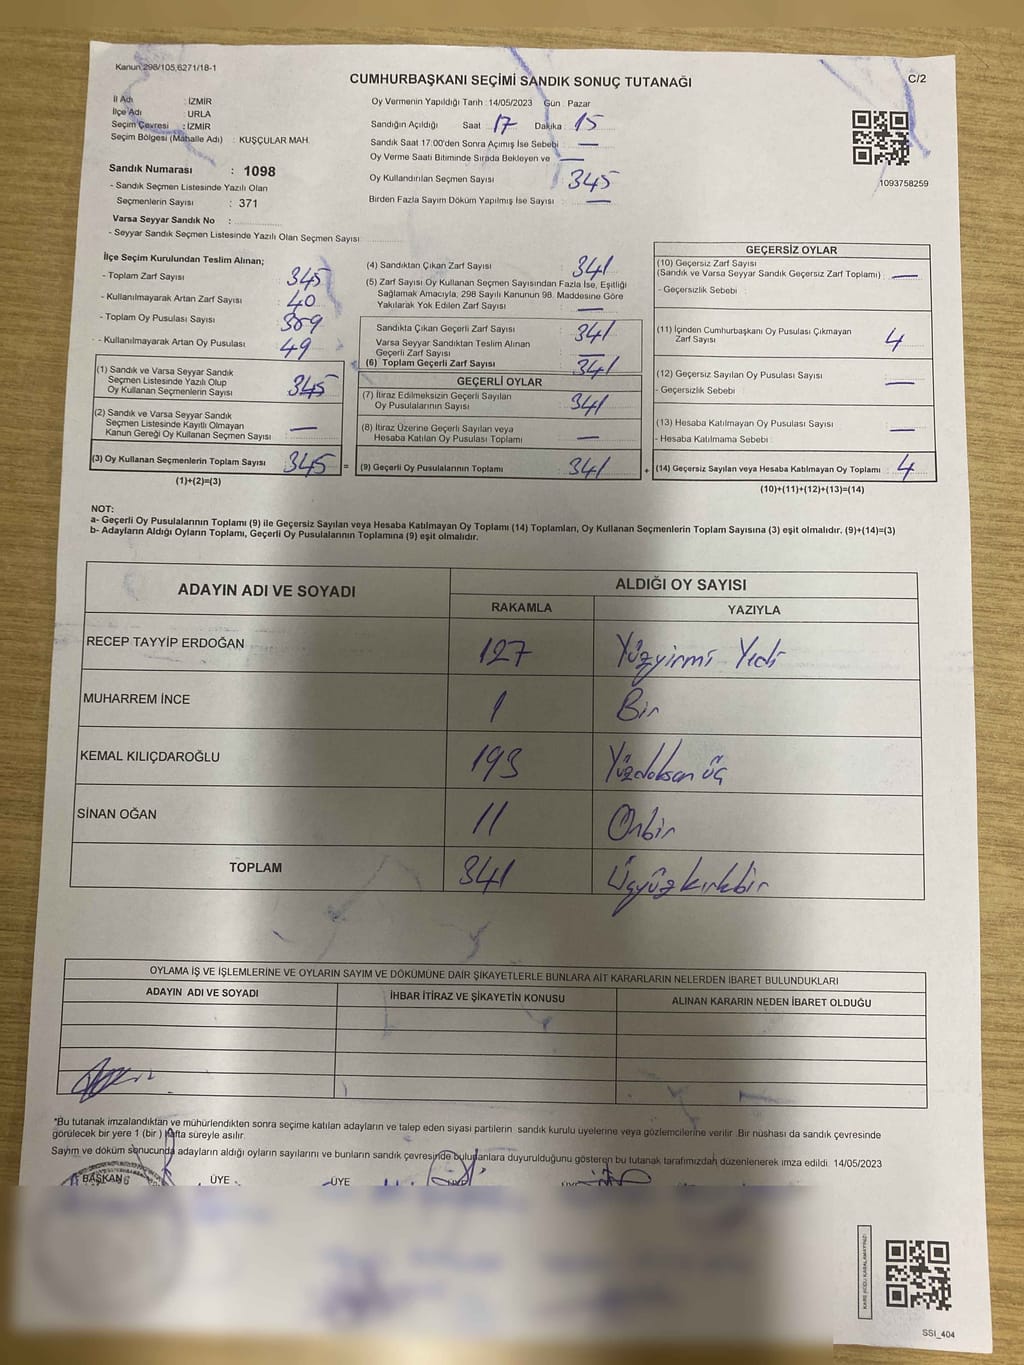 Kanun 298/105,6271/18-1
CUMHURBAŞKANI SEÇİMİ SANDIK SONUÇ TUTANAĞI
C/2
İl Adı : İZMİR
İlçe Adı : URLA
Seçim Çevresi : İZMİR
Seçim Bölgesi (Mahalle Adı) : KUŞÇULAR MAH.
Sandık Numarası : 1098
- Sandık Seçmen Listesinde Yazılı Olan
Seçmenlerin Sayısı : 371
Varsa Seyyar Sandık No :
- Seyyar Sandık Seçmen Listesinde Yazılı Olan Seçmen Sayısı
Oy Vermenin Yapıldığı Tarih : 14/05/2023 Gün : Pazar
Sandığın Açıldığı Saat 17 Dakika 15
Sandık Saat 17:00'den Sonra Açımış İse Sebebi —
Oy Verme Saati Bitiminde Sırada Bekleyen ve —
Oy Kullandırılan Seçmen Sayısı 345
Birden Fazla Sayım Döküm Yapılmış İse Sayısı —
1093758259
İlçe Seçim Kurulundan Teslim Alınan;
- Toplam Zarf Sayısı 345
- Kullanılmayarak Artan Zarf Sayısı 40
- Toplam Oy Pusulası Sayısı
- Kullanılmayarak Artan Oy Pusulası 49
(1) Sandık ve Varsa Seyyar Sandık
Seçmen Listesinde Yazılı Olup
Oy Kullanan Seçmenlerin Sayısı 345
(2) Sandık ve Varsa Seyyar Sandık
Seçmen Listesinde Kayıtlı Olmayan
Kanun Gereği Oy Kullanan Seçmen Sayısı —
(3) Oy Kullanan Seçmenlerin Toplam Sayısı 345 =
(1)+(2)=(3)
(4) Sandıktan Çıkan Zarf Sayısı 341
(5) Zarf Sayısı Oy Kullanan Seçmen Sayısından Fazla İse, Eşitliği
Sağlamak Amacıyla; 298 Sayılı Kanunun 98. Maddesine Göre
Yakılarak Yok Edilen Zarf Sayısı —
Sandıkta Çıkan Geçerli Zarf Sayısı 341
Varsa Seyyar Sandıktan Teslim Alınan
Geçerli Zarf Sayısı —
(6) Toplam Geçerli Zarf Sayısı 341
GEÇERLİ OYLAR
(7) İtiraz Edilmeksizin Geçerli Sayılan
Oy Pusulalarının Sayısı 341
(8) İtiraz Üzerine Geçerli Sayılan veya
Hesaba Katılan Oy Pusulası Toplamı —
(9) Geçerli Oy Pusulalarının Toplamı 341 +
GEÇERSİZ OYLAR
(10) Geçersiz Zarf Sayısı
(Sandık ve Varsa Seyyar Sandık Geçersiz Zarf Toplamı) —
- Geçersizlik Sebebi :
(11) İçinden Cumhurbaşkanı Oy Pusulası Çıkmayan
Zarf Sayısı 4
(12) Geçersiz Sayılan Oy Pusulası Sayısı —
- Geçersizlik Sebebi :
(13) Hesaba Katılmayan Oy Pusulası Sayısı —
- Hesaba Katılmama Sebebi :
(14) Geçersiz Sayılan veya Hesaba Katılmayan Oy Toplamı : 4
(10)+(11)+(12)+(13)=(14)
NOT:
a- Geçerli Oy Pusulalarının Toplamı (9) ile Geçersiz Sayılan veya Hesaba Katılmayan Oy Toplamı (14) Toplamları, Oy Kullanan Seçmenlerin Toplam Sayısına (3) eşit olmalıdır. (9)+(14)=(3)
b- Adayların Aldığı Oyların Toplamı, Geçerli Oy Pusulalarının Toplamına (9) eşit olmalıdır.
ADAYIN ADI VE SOYADI ALDIĞI OY SAYISI
RAKAMLA YAZIYLA
RECEP TAYYİP ERDOĞAN 127 Yüzyirmi Yedi
MUHARREM İNCE 1 Bir
KEMAL KILIÇDAROĞLU 193 Yüzdoksan üç
SİNAN OĞAN 11 Onbir
TOPLAM 341 Üçyüzkırkbir
OYLAMA İŞ VE İŞLEMLERİNE VE OYLARIN SAYIM VE DÖKÜMÜNE DAİR ŞİKAYETLERLE BUNLARA AİT KARARLARIN NELERDEN İBARET BULUNDUKLARI
ADAYIN ADI VE SOYADI İHBAR İTİRAZ VE ŞİKAYETİN KONUSU ALINAN KARARIN NEDEN İBARET OLDUĞU
*Bu tutanak imzalandıktan ve mühürlendikten sonra seçime katılan adayların ve talep eden siyasi partilerin sandık kurulu üyelerine veya gözlemcilerine verilir .Bir nüshası da sandık çevresinde
görülecek bir yere 1 (bir ) hafta süreyle asılır.
Sayım ve döküm sonucunda adayların aldığı oyların sayılarını ve bunların sandık çevresinde bulunanlara duyurulduğunu gösteren bu tutanak tarafımızdan düzenlenerek imza edildi. 14/05/2023
BAŞKAN ÜYE ÜYE
SSI_404